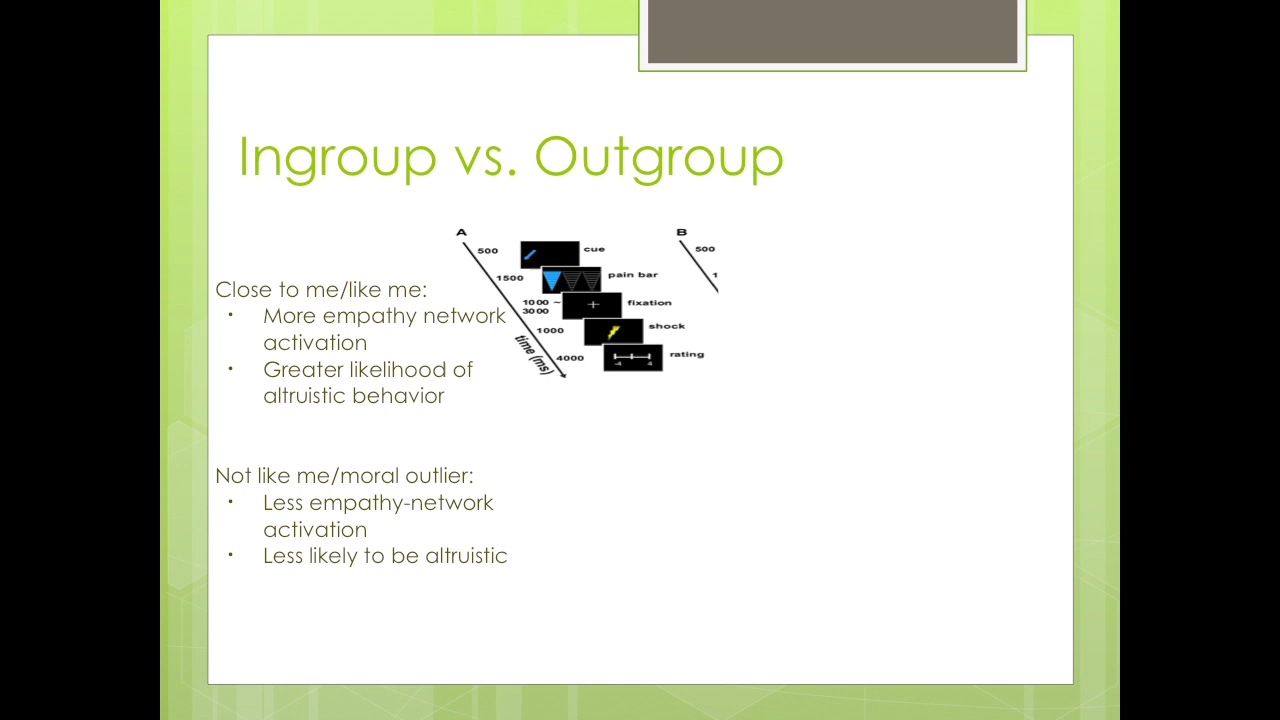 Ingroup vs. Outgroup
Close to me/like me:
• More empathy network
activation
• Greater likelihood of
altruistic behavior
Not like me/moral outlier:
• Less empathy-network
activation
• Less likely to be altruistic
A
500 cue
1500 pain bar
1000 ~
3000
+
fixation
1000 shock
4000 rating
-4 4
time (ms)
B
500
1